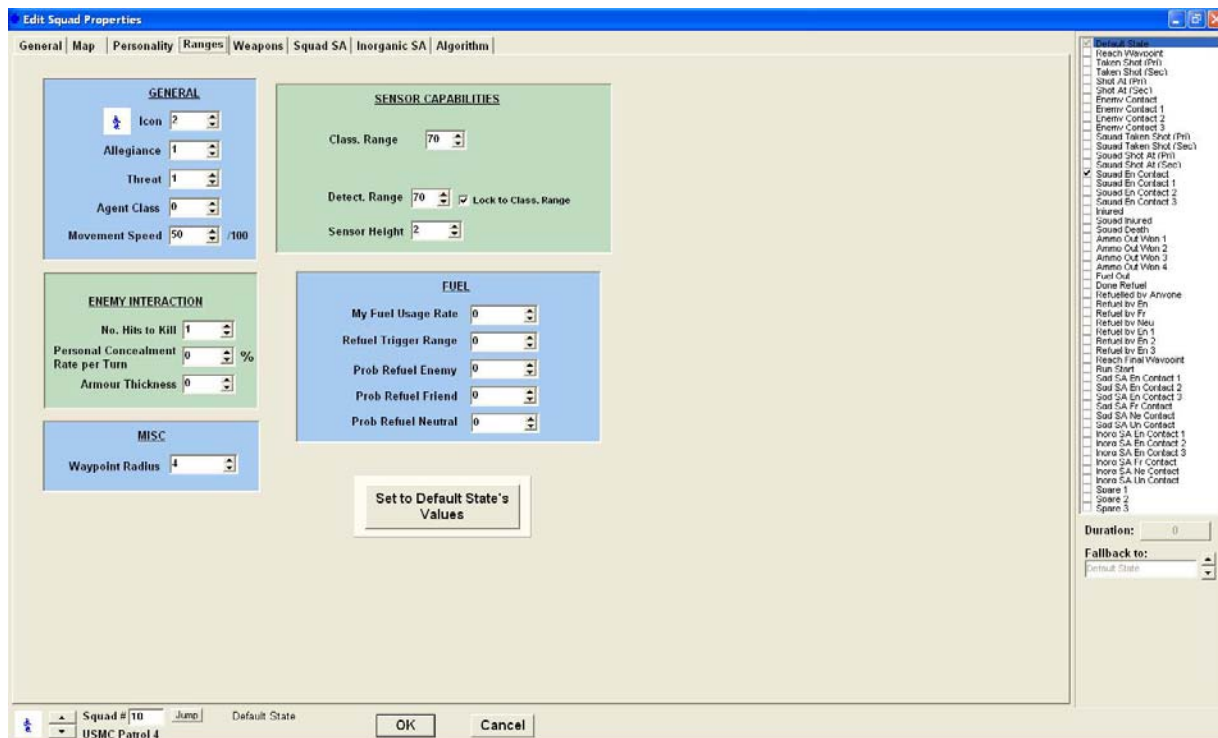 Edit Squad Properties
General Map Personality Ranges Weapons Squad SA Inorganic SA Algorithm
GENERAL
Icon 2
Allegiance 1
Threat 1
Agent Class 0
Movement Speed 50 /100
SENSOR CAPABILITIES
Class. Range 70
Detect. Range 70 Lock to Class. Range
Sensor Height 2
ENEMY INTERACTION
No. Hits to Kill 1
Personal Concealment
Rate per Turn 0 %
Armour Thickness 0
FUEL
My Fuel Usage Rate 0
Refuel Trigger Range 0
Prob Refuel Enemy 0
Prob Refuel Friend 0
Prob Refuel Neutral 0
MISC
Waypoint Radius 4
Set to Default State's
Values
Default State
Reach Waypoint
Taken Shot (Pri)
Taken Shot (Sec)
Shot At (Pri)
Shot At (Sec)
Enemy Contact
Enemy Contact 1
Enemy Contact 2
Enemy Contact 3
Squad Taken Shot (Pri)
Squad Taken Shot (Sec)
Squad Shot At (Pri)
Squad Shot At (Sec)
Squad En Contact
Squad En Contact 1
Squad En Contact 2
Squad En Contact 3
Injured
Squad Injured
Squad Death
Ammo Out Wpn 1
Ammo Out Wpn 2
Ammo Out Wpn 3
Ammo Out Wpn 4
Fuel Out
Done Refuel
Refuelled by Anyone
Refuel by En
Refuel by Fr
Refuel by Neu
Refuel by En 1
Refuel by En 2
Refuel by En 3
Reach Final Waypoint
Run Start
Sqd SA En Contact 1
Sqd SA En Contact 2
Sqd SA En Contact 3
Sqd SA Fr Contact
Sqd SA Ne Contact
Sqd SA Un Contact
Inorg SA En Contact 1
Inorg SA En Contact 2
Inorg SA En Contact 3
Inorg SA Fr Contact
Inorg SA Ne Contact
Inorg SA Un Contact
Spare 1
Spare 2
Spare 3
Duration: 0
Fallback to:
Default State
Squad # 10 Jump Default State
USMC Patrol 4
OK Cancel